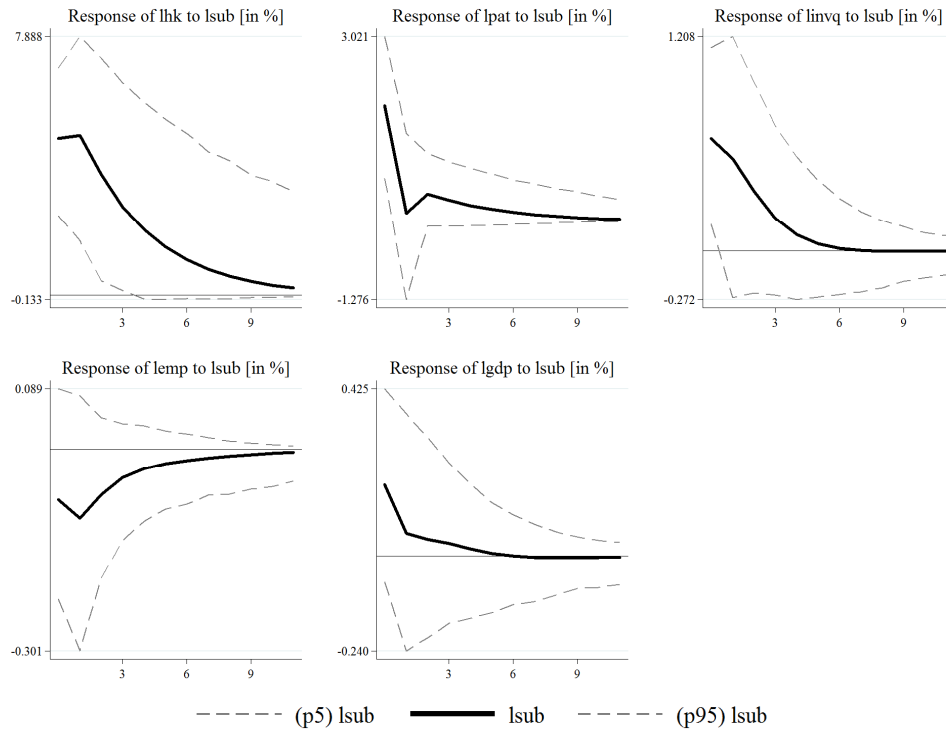 Response of lhk to lsub [in %]
7.888
-0.133
3 6 9
Response of lpat to lsub [in %]
3.021
-1.276
3 6 9
Response of linvq to lsub [in %]
1.208
-0.272
3 6 9
Response of lemp to lsub [in %]
0.089
-0.301
3 6 9
Response of lgdp to lsub [in %]
0.425
-0.240
3 6 9
(p5) lsub lsub (p95) lsub